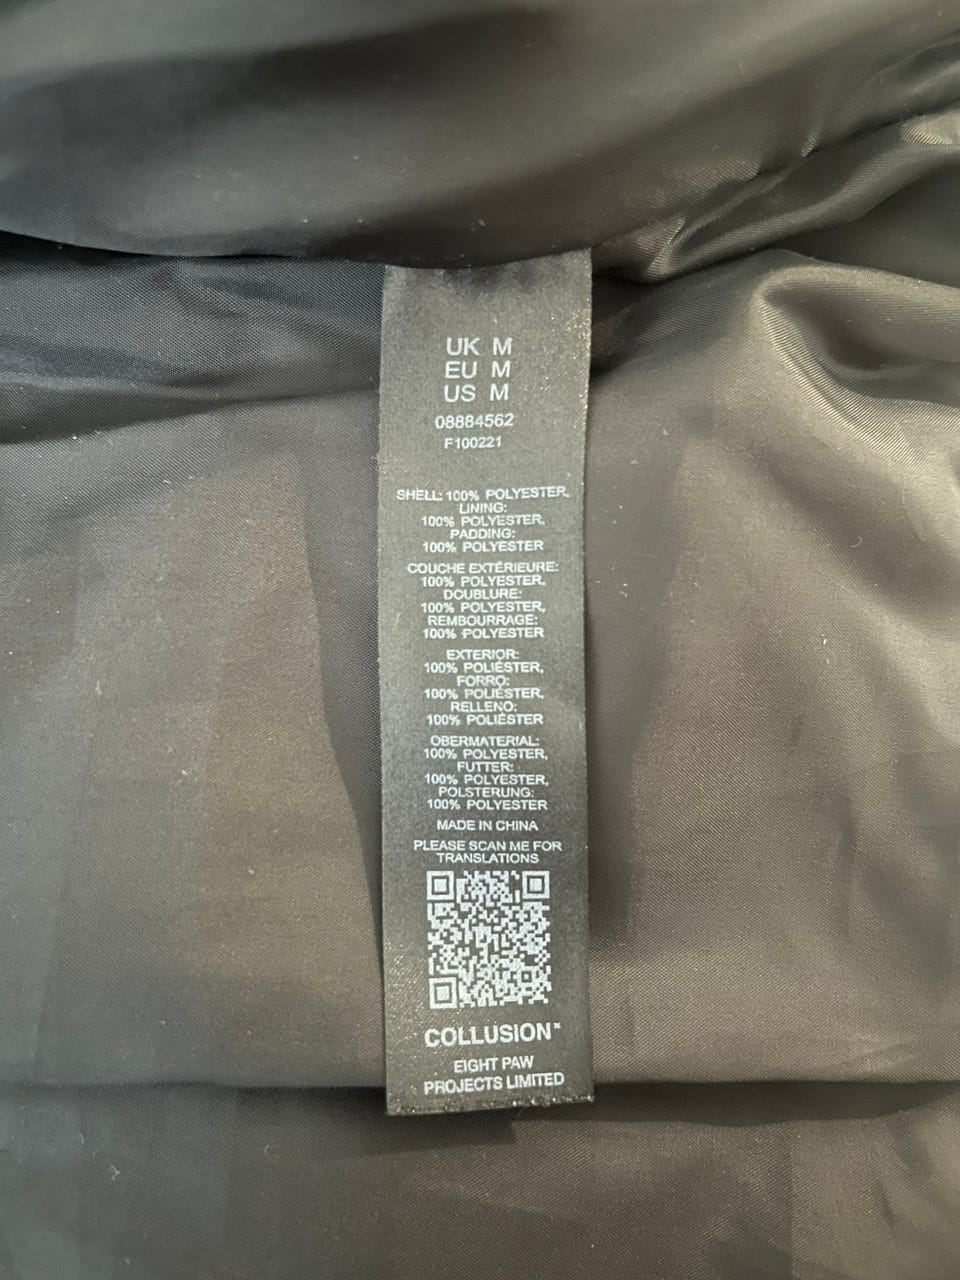 UK M
EU M
US M
08884562
F100221
SHELL: 100% POLYESTER,
LINING:
100% POLYESTER,
PADDING:
100% POLYESTER
COUCHE EXTÉRIEURE:
100% POLYESTER,
DOUBLURE:
100% POLYESTER,
REMBOURRAGE:
100% POLYESTER
EXTERIOR:
100% POLIÉSTER,
FORRO:
100% POLIÉSTER,
RELLENO:
100% POLIÉSTER
OBERMATERIAL:
100% POLYESTER,
FUTTER:
100% POLYESTER,
POLSTERUNG:
100% POLYESTER
MADE IN CHINA
PLEASE SCAN ME FOR
TRANSLATIONS
COLLUSION™
EIGHT PAW
PROJECTS LIMITED